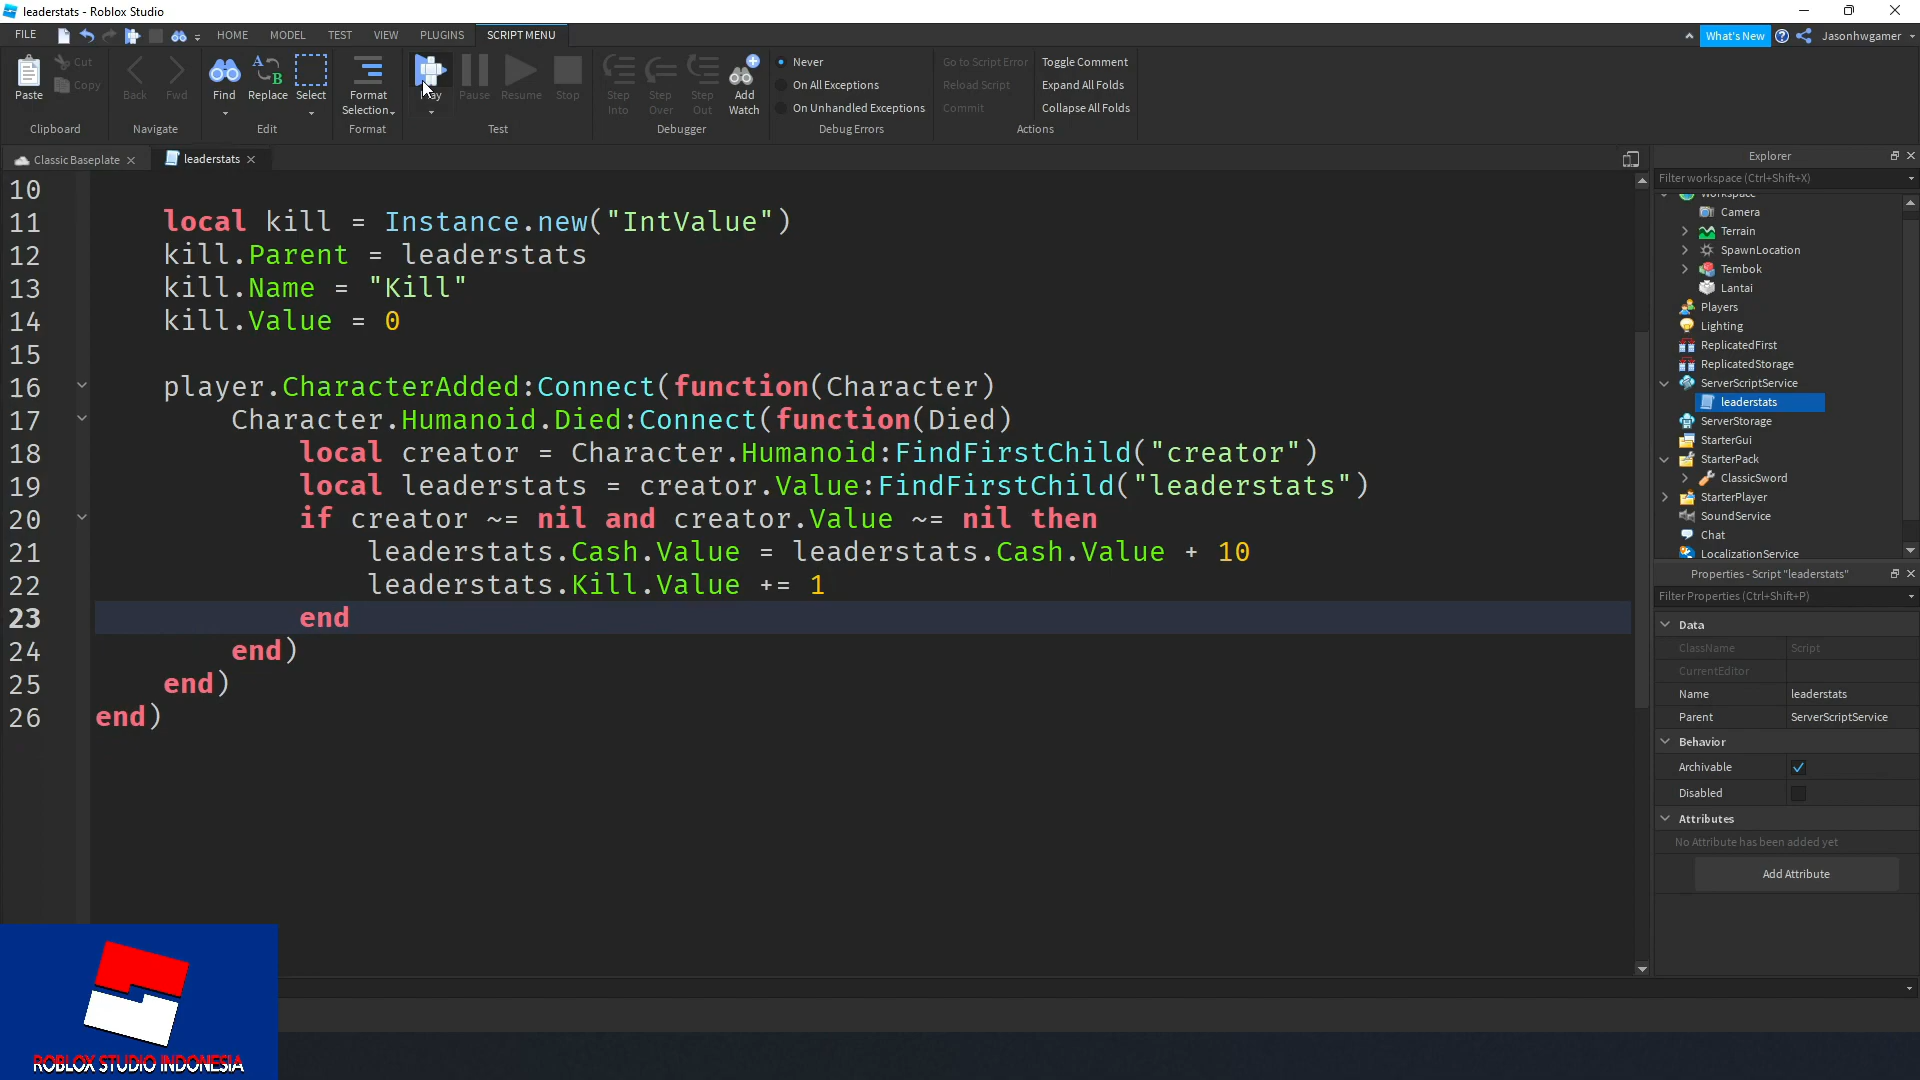 leaderstats - Roblox Studio
FILE
HOME
MODEL
TEST
VIEW
PLUGINS
SCRIPT MENU
What's New
Jasonhwgamer
Paste
Cut
Copy
Clipboard
Back
Fwd
Navigate
Find
Replace
Select
Edit
Format
Selection
Format
Pause
Resume
Stop
Test
Step
Into
Step
Over
Step
Out
Add
Watch
Debugger
Never
On All Exceptions
On Unhandled Exceptions
Debug Errors
Go to Script Error
Reload Script
Commit
Toggle Comment
Expand All Folds
Collapse All Folds
Actions
Classic Baseplate
leaderstats
10
11 local kill = Instance.new("IntValue")
12 kill.Parent = leaderstats
13 kill.Name = "Kill"
14 kill.Value = 0
15
16 player.CharacterAdded:Connect(function(Character)
17 Character.Humanoid.Died:Connect(function(Died)
18 local creator = Character.Humanoid:FindFirstChild("creator")
19 local leaderstats = creator.Value:FindFirstChild("leaderstats")
20 if creator ~= nil and creator.Value ~= nil then
21 leaderstats.Cash.Value = leaderstats.Cash.Value + 10
22 leaderstats.Kill.Value += 1
23 end
24 end)
25 end)
26 end)
Explorer
Filter workspace (Ctrl+Shift+X)
Workspace
Camera
Terrain
SpawnLocation
Tembok
Lantai
Players
Lighting
ReplicatedFirst
ReplicatedStorage
ServerScriptService
leaderstats
ServerStorage
StarterGui
StarterPack
ClassicSword
StarterPlayer
SoundService
Chat
LocalizationService
Properties - Script "leaderstats"
Filter Properties (Ctrl+Shift+P)
Data
ClassName Script
CurrentEditor
Name leaderstats
Parent ServerScriptService
Behavior
Archivable
Disabled
Attributes
No Attribute has been added yet
Add Attribute
ROBLOX STUDIO INDONESIA